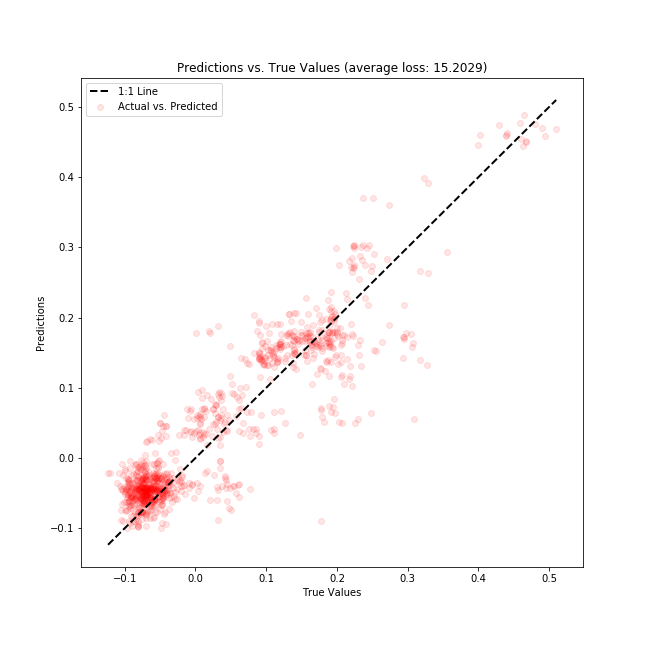 Predictions vs. True Values (average loss: 15.2029)
1:1 Line
Actual vs. Predicted
0.5
0.4
0.3
0.2
0.1
0.0
−0.1
Predictions
−0.1 0.0 0.1 0.2 0.3 0.4 0.5
True Values